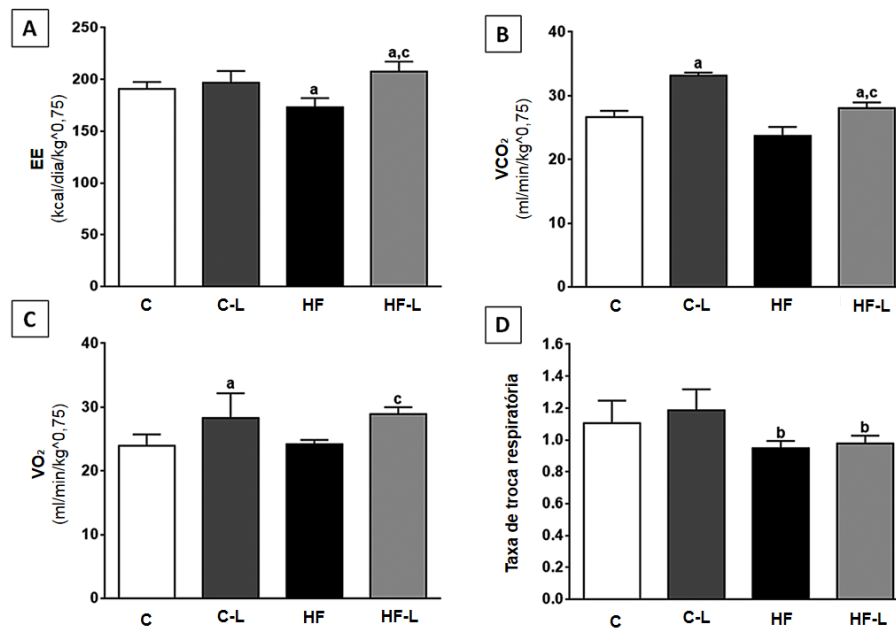 A
EE
(kcal/dia/kg^0,75)
250
200
150
100
50
0
a
a,c
C
C-L
HF
HF-L
B
VCO₂
(ml/min/kg^0,75)
40
30
20
10
0
a
a,c
C
C-L
HF
HF-L
C
VO₂
(ml/min/kg^0,75)
40
30
20
10
0
a
c
C
C-L
HF
HF-L
D
Taxa de troca respiratória
1.6
1.4
1.2
1.0
0.8
0.6
0.4
0.2
0.0
b
b
C
C-L
HF
HF-L